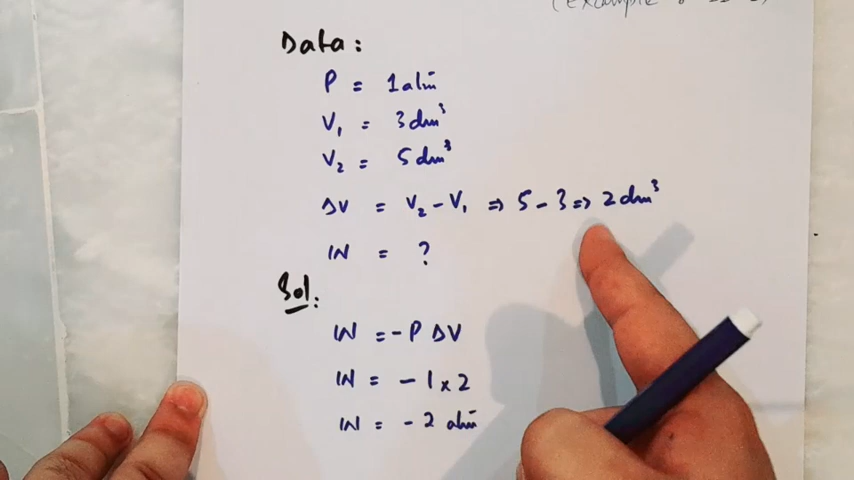 (example
Data:
P = 1 atm
V₁ = 3 dm³
V₂ = 5 dm³
ΔV = V₂ - V₁ ⇒ 5 - 3 ⇒ 2 dm³
W = ?
Sol:
W = - P ΔV
W = - 1 x 2
W = - 2 atm